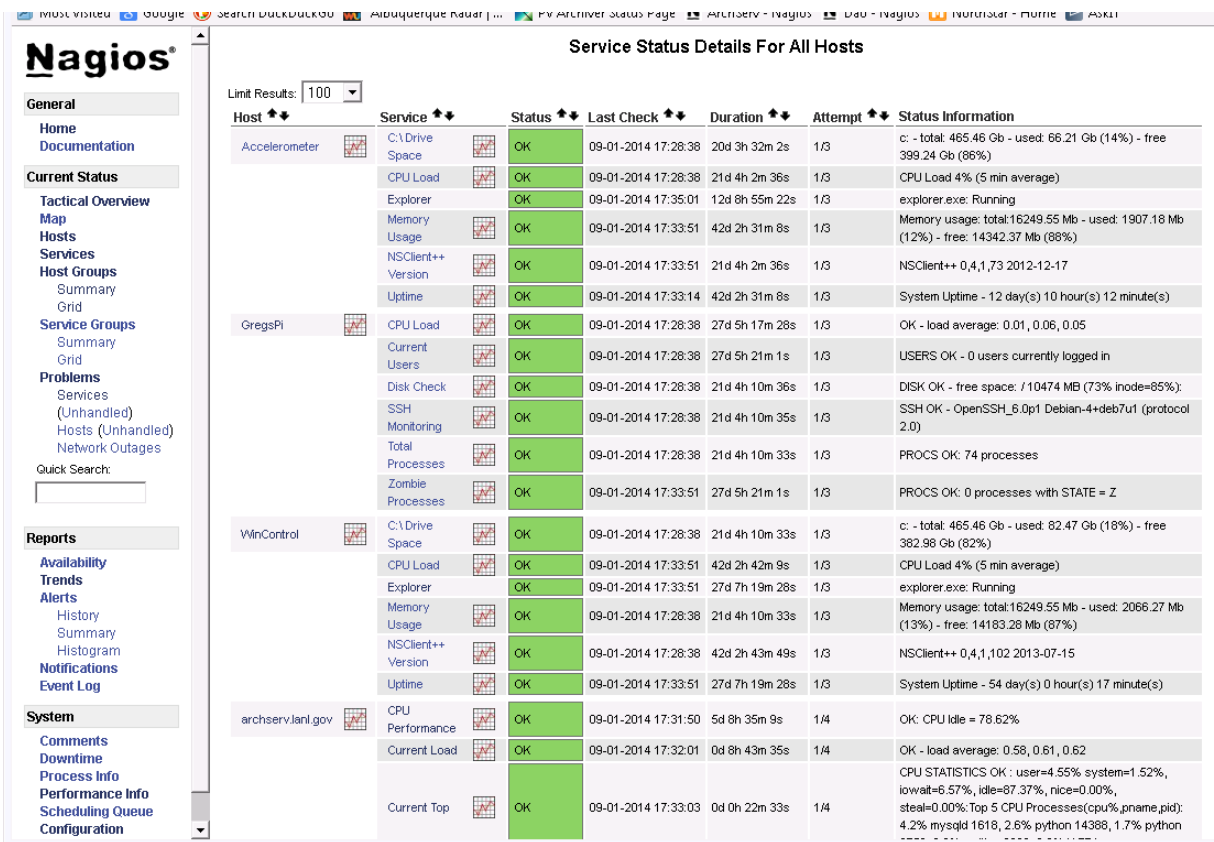 Most Visited Google Search DuckDuckGo Albuquerque Radar | ... PV Archiver Status Page ArchServ - Nagios Dao - Nagios NorthStar - Home AskIT
Nagios®
General
Home
Documentation
Current Status
Tactical Overview
Map
Hosts
Services
Host Groups
Summary
Grid
Service Groups
Summary
Grid
Problems
Services
(Unhandled)
Hosts (Unhandled)
Network Outages
Quick Search:
Reports
Availability
Trends
Alerts
History
Summary
Histogram
Notifications
Event Log
System
Comments
Downtime
Process Info
Performance Info
Scheduling Queue
Configuration
Service Status Details For All Hosts
Limit Results: 100
Host Service Status Last Check Duration Attempt Status Information
Accelerometer C:\ Drive Space OK 09-01-2014 17:28:38 20d 3h 32m 2s 1/3 c: - total: 465.46 Gb - used: 66.21 Gb (14%) - free
399.24 Gb (86%)
CPU Load OK 09-01-2014 17:28:38 21d 4h 2m 36s 1/3 CPU Load 4% (5 min average)
Explorer OK 09-01-2014 17:35:01 12d 8h 55m 22s 1/3 explorer.exe: Running
Memory Usage OK 09-01-2014 17:33:51 42d 2h 31m 8s 1/3 Memory usage: total:16249.55 Mb - used: 1907.18 Mb
(12%) - free: 14342.37 Mb (88%)
NSClient++ Version OK 09-01-2014 17:33:51 21d 4h 2m 36s 1/3 NSClient++ 0,4,1,73 2012-12-17
Uptime OK 09-01-2014 17:33:14 42d 2h 31m 8s 1/3 System Uptime - 12 day(s) 10 hour(s) 12 minute(s)
GregsPi CPU Load OK 09-01-2014 17:28:38 27d 5h 17m 28s 1/3 OK - load average: 0.01, 0.06, 0.05
Current Users OK 09-01-2014 17:28:38 27d 5h 21m 1s 1/3 USERS OK - 0 users currently logged in
Disk Check OK 09-01-2014 17:28:38 21d 4h 10m 36s 1/3 DISK OK - free space: / 10474 MB (73% inode=85%):
SSH Monitoring OK 09-01-2014 17:28:38 21d 4h 10m 35s 1/3 SSH OK - OpenSSH_6.0p1 Debian-4+deb7u1 (protocol
2.0)
Total Processes OK 09-01-2014 17:28:38 21d 4h 10m 33s 1/3 PROCS OK: 74 processes
Zombie Processes OK 09-01-2014 17:33:51 27d 5h 21m 1s 1/3 PROCS OK: 0 processes with STATE = Z
WinControl C:\ Drive Space OK 09-01-2014 17:28:38 21d 4h 10m 33s 1/3 c: - total: 465.46 Gb - used: 82.47 Gb (18%) - free
382.98 Gb (82%)
CPU Load OK 09-01-2014 17:33:51 42d 2h 42m 9s 1/3 CPU Load 4% (5 min average)
Explorer OK 09-01-2014 17:33:51 27d 7h 19m 28s 1/3 explorer.exe: Running
Memory Usage OK 09-01-2014 17:28:38 21d 4h 10m 33s 1/3 Memory usage: total:16249.55 Mb - used: 2066.27 Mb
(13%) - free: 14183.28 Mb (87%)
NSClient++ Version OK 09-01-2014 17:28:38 42d 2h 43m 49s 1/3 NSClient++ 0,4,1,102 2013-07-15
Uptime OK 09-01-2014 17:33:51 27d 7h 19m 28s 1/3 System Uptime - 54 day(s) 0 hour(s) 17 minute(s)
archserv.lanl.gov CPU Performance OK 09-01-2014 17:31:50 5d 8h 35m 9s 1/4 OK: CPU Idle = 78.62%
Current Load OK 09-01-2014 17:32:01 0d 8h 43m 35s 1/4 OK - load average: 0.58, 0.61, 0.62
Current Top OK 09-01-2014 17:33:03 0d 0h 22m 33s 1/4 CPU STATISTICS OK : user=4.55% system=1.52%,
iowait=6.57%, idle=87.37%, nice=0.00%,
steal=0.00%:Top 5 CPU Processes(cpu%,pname,pid):
4.2% mysqld 1618, 2.6% python 14388, 1.7% python